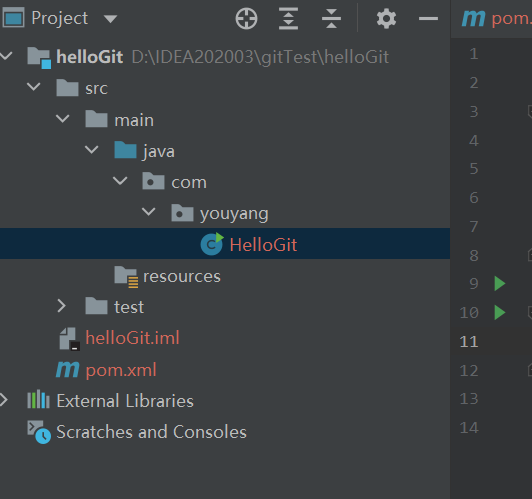 Project
pom.
helloGit D:\IDEA202003\gitTest\helloGit
src
main
java
com
youyang
HelloGit
resources
test
helloGit.iml
pom.xml
External Libraries
Scratches and Consoles
1
2
3
4
5
6
7
8
9
10
11
12
13
14